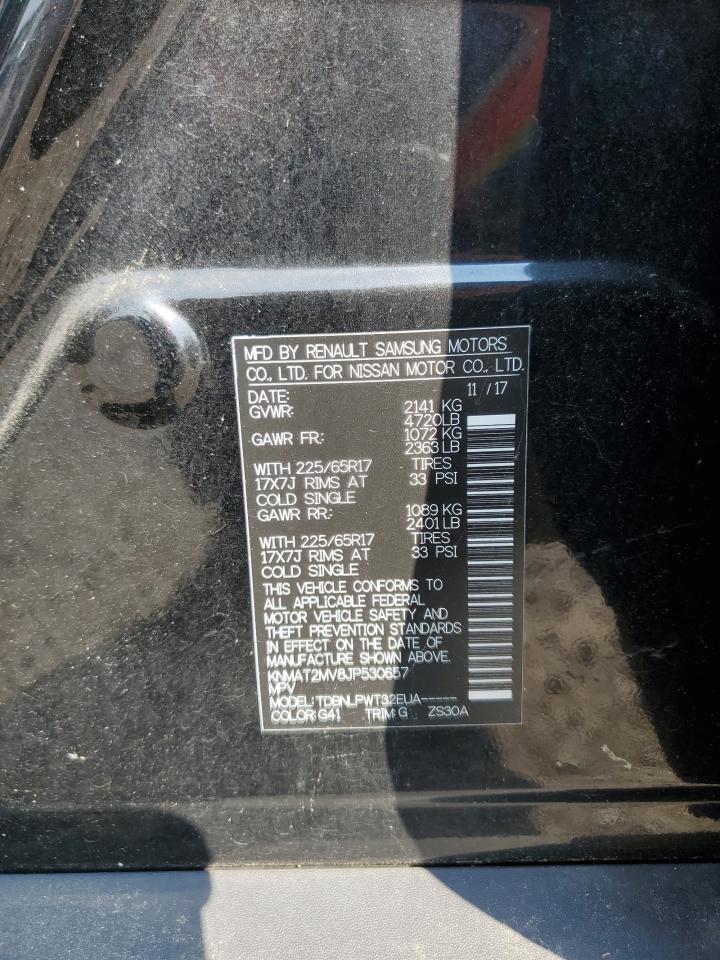 MFD BY RENAULT SAMSUNG MOTORS
CO., LTD. FOR NISSAN MOTOR CO., LTD.
DATE: 11 / 17
GVWR: 2141 KG
4720LB
GAWR FR: 1072 KG
2363 LB
WITH 225/65R17 TIRES
17X7J RIMS AT 33 PSI
COLD SINGLE
GAWR RR: 1089 KG
2401 LB
WITH 225/65R17 TIRES
17X7J RIMS AT 33 PSI
COLD SINGLE
THIS VEHICLE CONFORMS TO
ALL APPLICABLE FEDERAL
MOTOR VEHICLE SAFETY AND
THEFT PREVENTION STANDARDS
IN EFFECT ON THE DATE OF
MANUFACTURE SHOWN ABOVE.
KNMAT2MV8JP530657
MPV
MODEL: TDBNLPWT32EUA-----
COLOR: G41 TRIM: G ZS30A